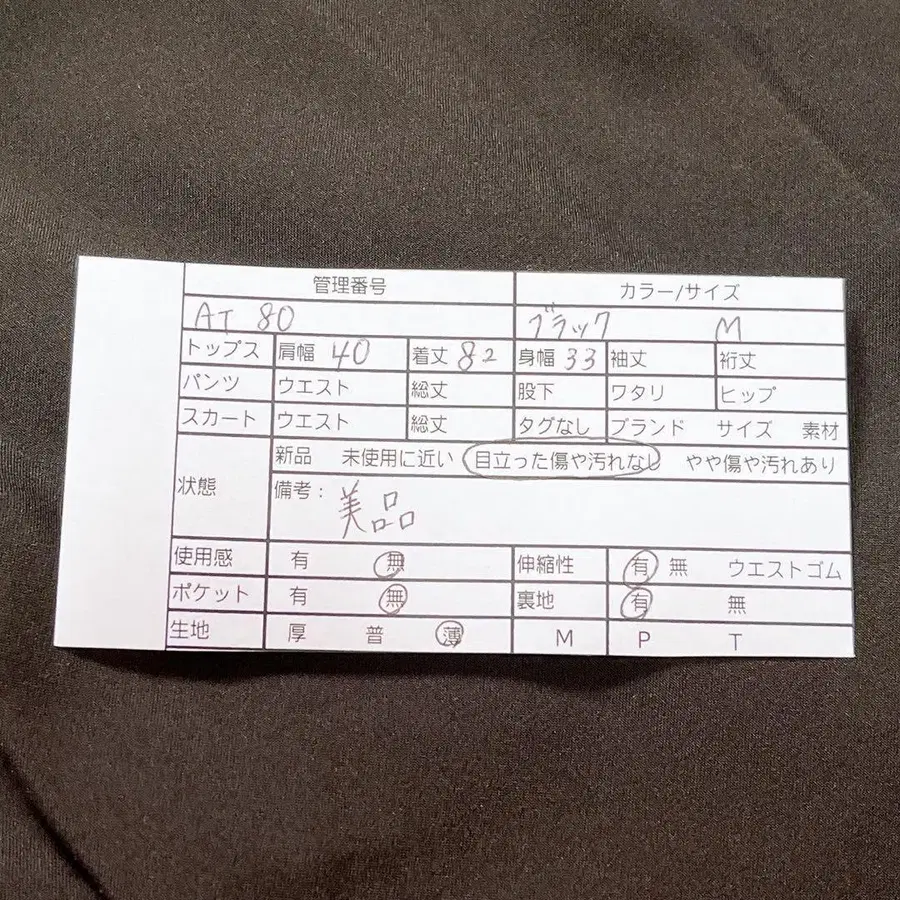 管理番号 カラー/サイズ
AT 80 ブラック M
トップス 肩幅 40 着丈 82 身幅 33 袖丈 裄丈
パンツ ウエスト 総丈 股下 ワタリ ヒップ
スカート ウエスト 総丈 タグなし ブランド サイズ 素材
状態 新品 未使用に近い 目立った傷や汚れなし やや傷や汚れあり
備考: 美品
使用感 有 無 伸縮性 有 無 ウエストゴム
ポケット 有 無 裏地 有 無
生地 厚 普 薄 M P T